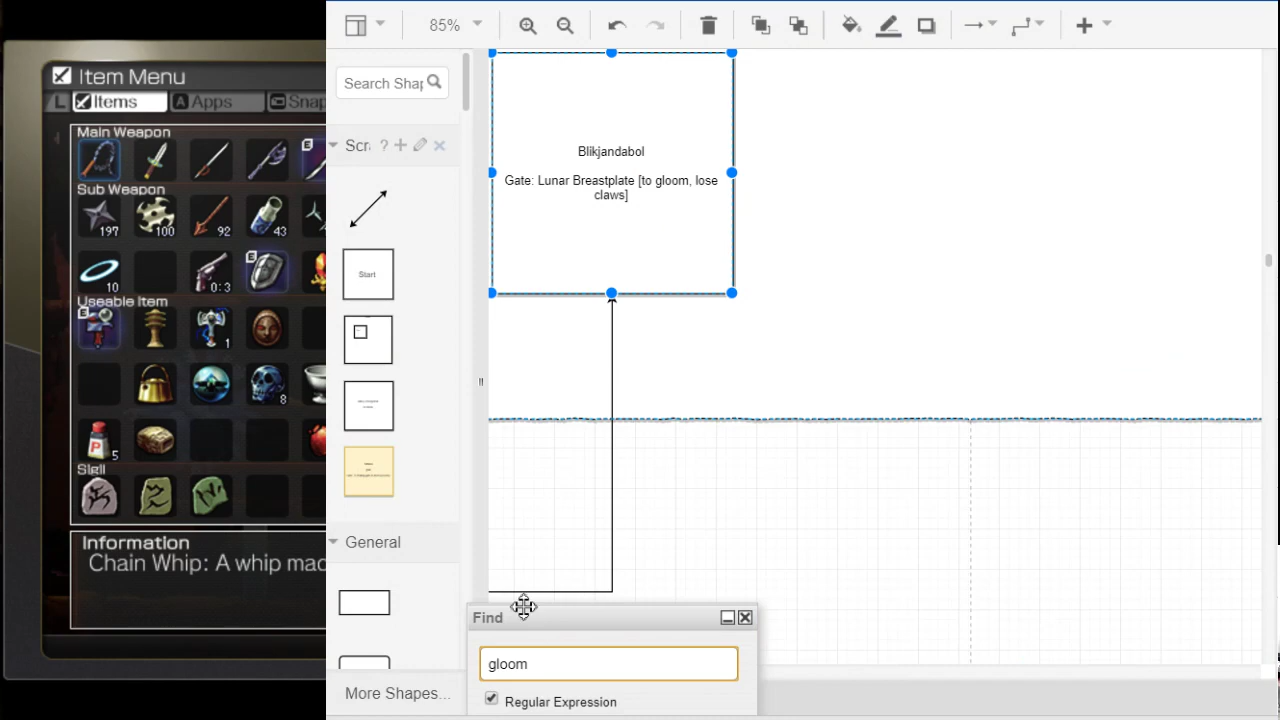 Item Menu
L Items A Apps Snap
Main Weapon
E
Sub Weapon
197 100 92 43
10 0:3 E
Useable Item
E 1
8
P 5
Sigil
Information
Chain Whip: A whip mad
85%
Search Shap
Scr ?
Start
General
More Shapes...
Blikjandabol
Gate: Lunar Breastplate [to gloom, lose
claws]
Find
gloom
Regular Expression